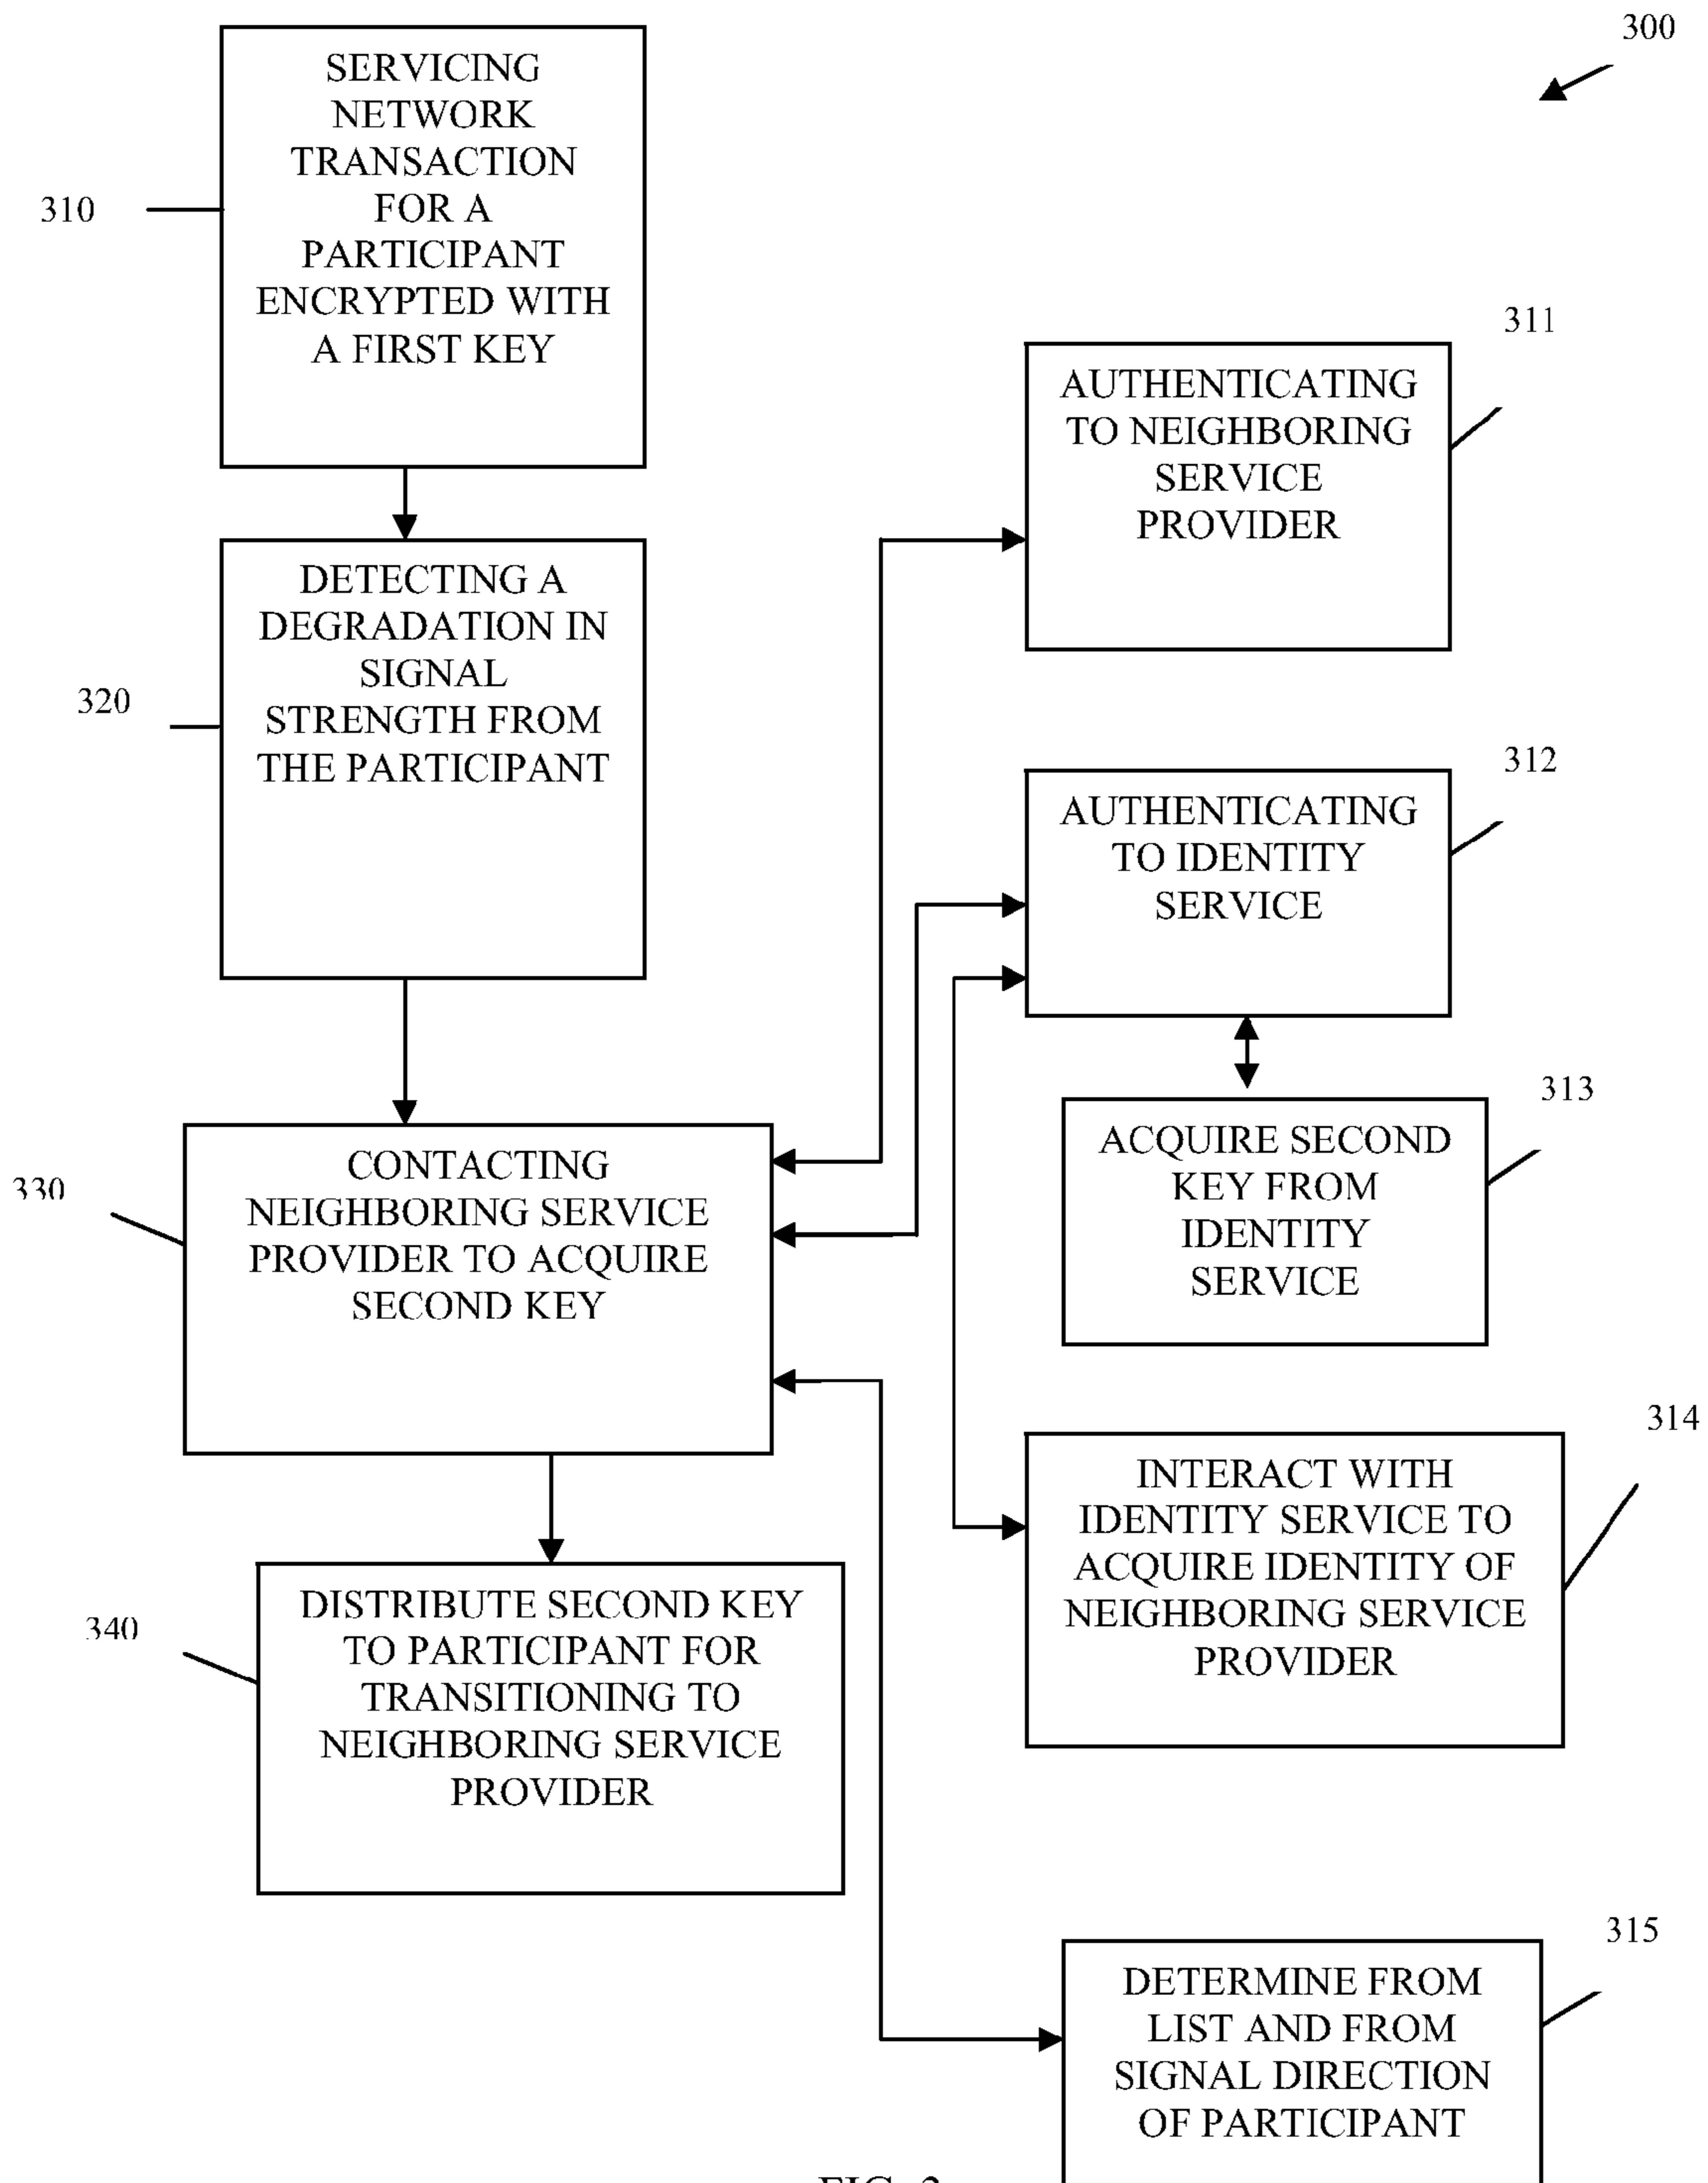 300
SERVICING
NETWORK
TRANSACTION
FOR A
PARTICIPANT
ENCRYPTED WITH
A FIRST KEY
310
311
AUTHENTICATING
TO NEIGHBORING
SERVICE
PROVIDER
DETECTING A
DEGRADATION IN
SIGNAL
STRENGTH FROM
THE PARTICIPANT
320
312
AUTHENTICATING
TO IDENTITY
SERVICE
313
ACQUIRE SECOND
KEY FROM
IDENTITY
SERVICE
330
CONTACTING
NEIGHBORING SERVICE
PROVIDER TO ACQUIRE
SECOND KEY
314
INTERACT WITH
IDENTITY SERVICE TO
ACQUIRE IDENTITY OF
NEIGHBORING SERVICE
PROVIDER
340
DISTRIBUTE SECOND KEY
TO PARTICIPANT FOR
TRANSITIONING TO
NEIGHBORING SERVICE
PROVIDER
315
DETERMINE FROM
LIST AND FROM
SIGNAL DIRECTION
OF PARTICIPANT